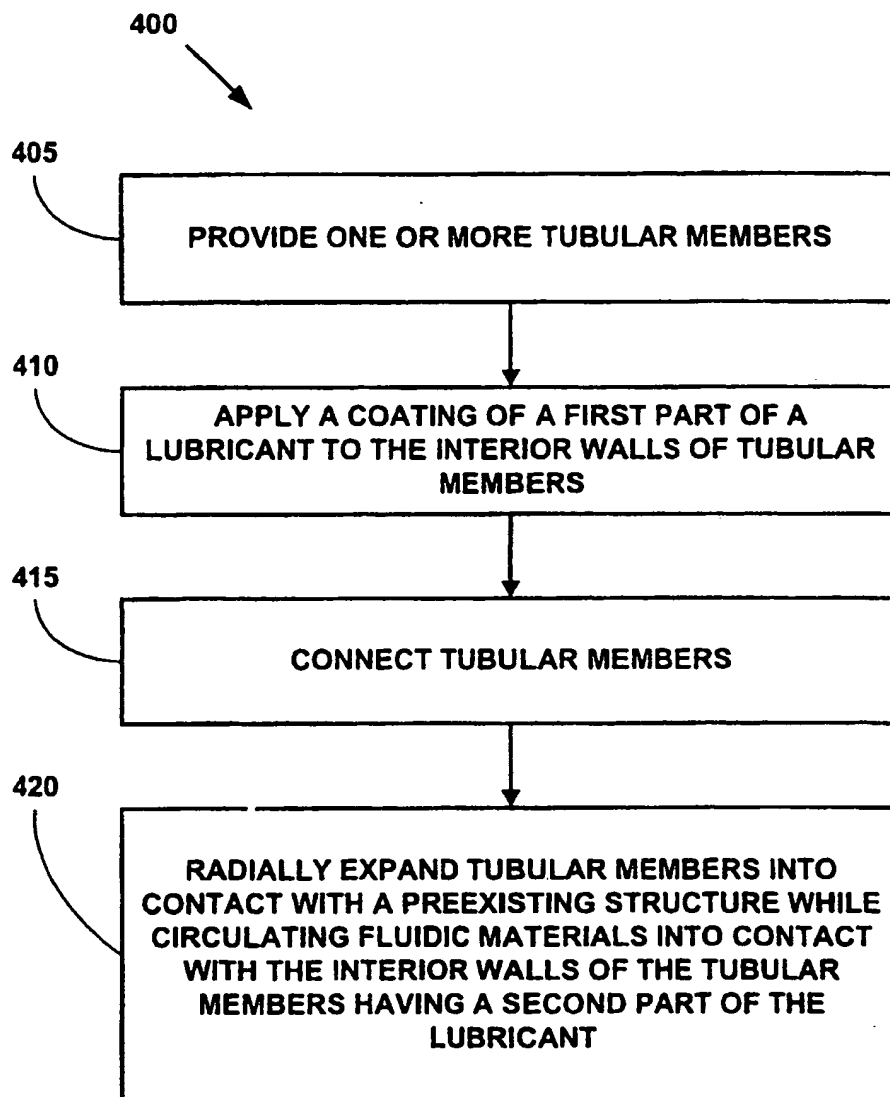 400
405
PROVIDE ONE OR MORE TUBULAR MEMBERS
410
APPLY A COATING OF A FIRST PART OF A
LUBRICANT TO THE INTERIOR WALLS OF TUBULAR
MEMBERS
415
CONNECT TUBULAR MEMBERS
420
RADIALLY EXPAND TUBULAR MEMBERS INTO
CONTACT WITH A PREEXISTING STRUCTURE WHILE
CIRCULATING FLUIDIC MATERIALS INTO CONTACT
WITH THE INTERIOR WALLS OF THE TUBULAR
MEMBERS HAVING A SECOND PART OF THE
LUBRICANT